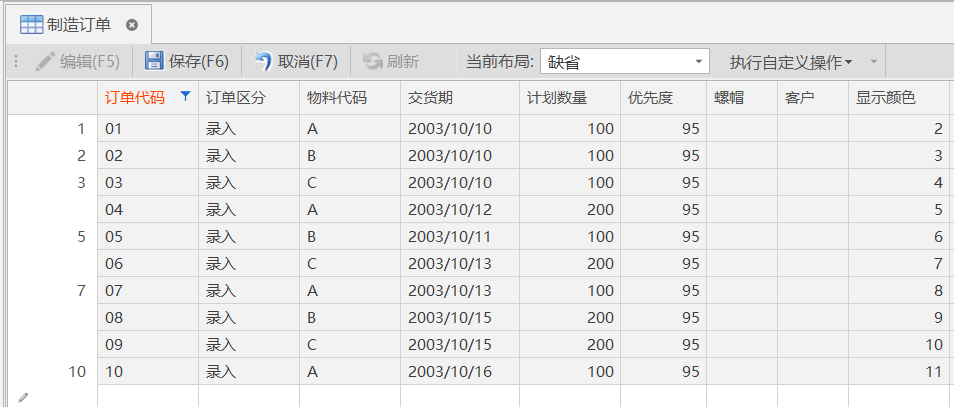 制造订单
编辑(F5) 保存(F6) 取消(F7) 刷新 当前布局: 缺省 执行自定义操作
订单代码 订单区分 物料代码 交货期 计划数量 优先度 螺帽 客户 显示颜色
1 01 录入 A 2003/10/10 100 95 2
2 02 录入 B 2003/10/10 100 95 3
3 03 录入 C 2003/10/10 100 95 4
04 录入 A 2003/10/12 200 95 5
5 05 录入 B 2003/10/11 100 95 6
06 录入 C 2003/10/13 200 95 7
7 07 录入 A 2003/10/13 100 95 8
08 录入 B 2003/10/15 200 95 9
09 录入 C 2003/10/15 200 95 10
10 10 录入 A 2003/10/16 100 95 11